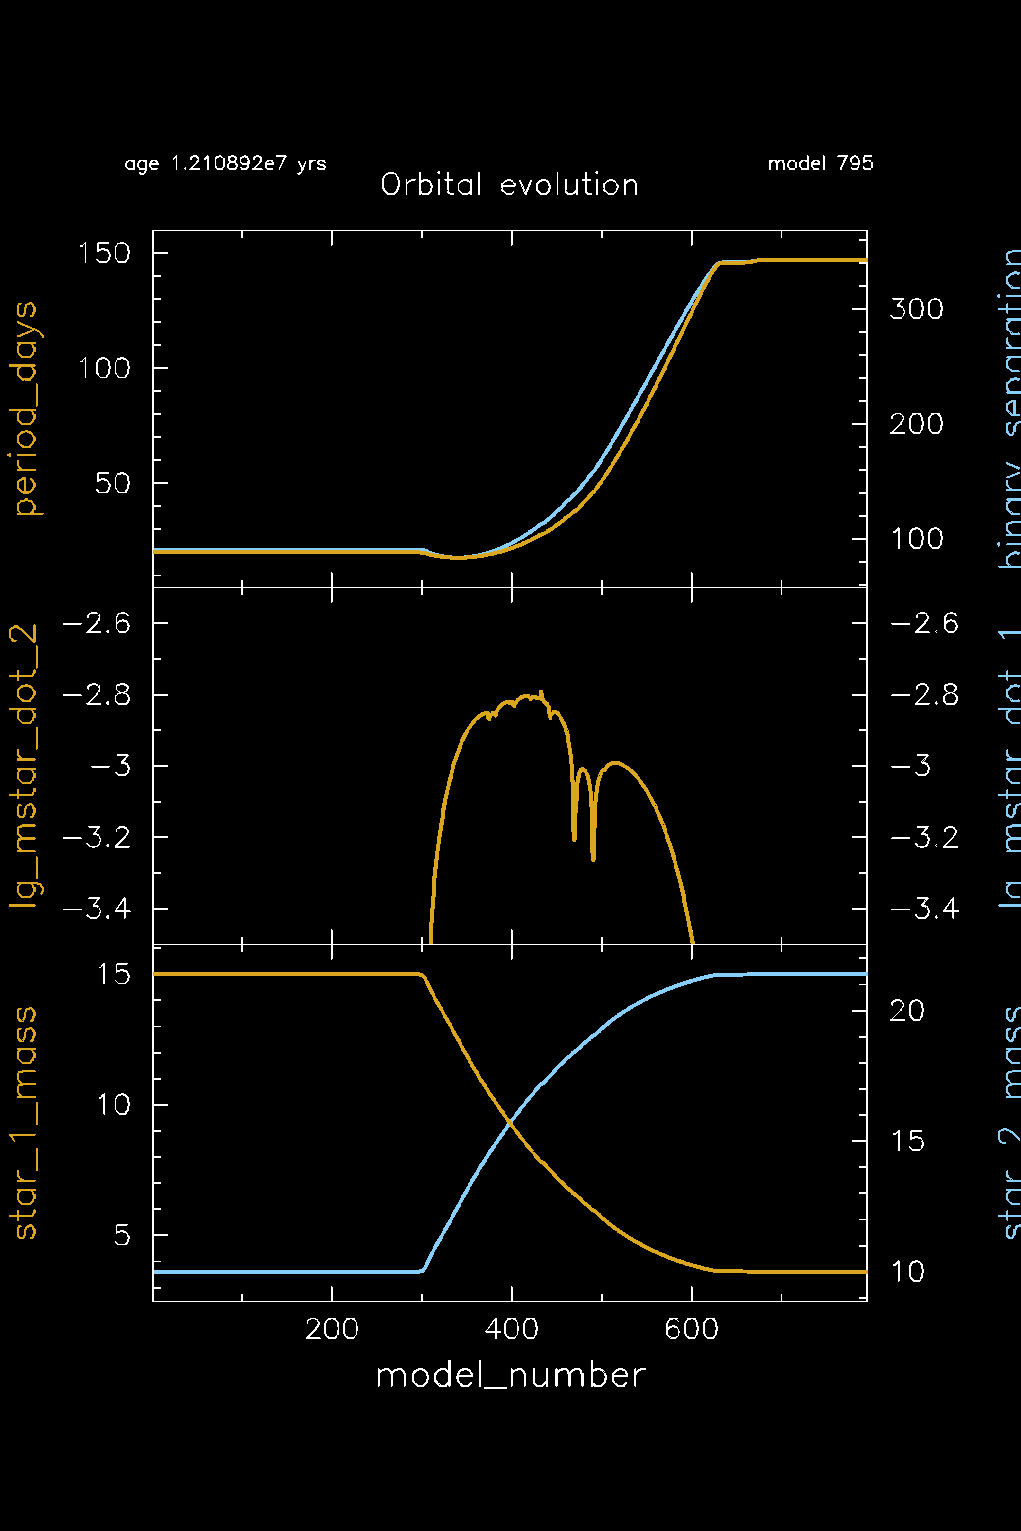 age 1.210892e7 yrs
model 795
Orbital evolution
period_days
150
100
50
300
200
100
binary_separation
lg_mstar_dot_2
−2.6
−2.8
−3
−3.2
−3.4
−2.6
−2.8
−3
−3.2
−3.4
lg_mstar_dot_1
star_1_mass
15
10
5
20
15
10
star_2_mass
200
400
600
model_number